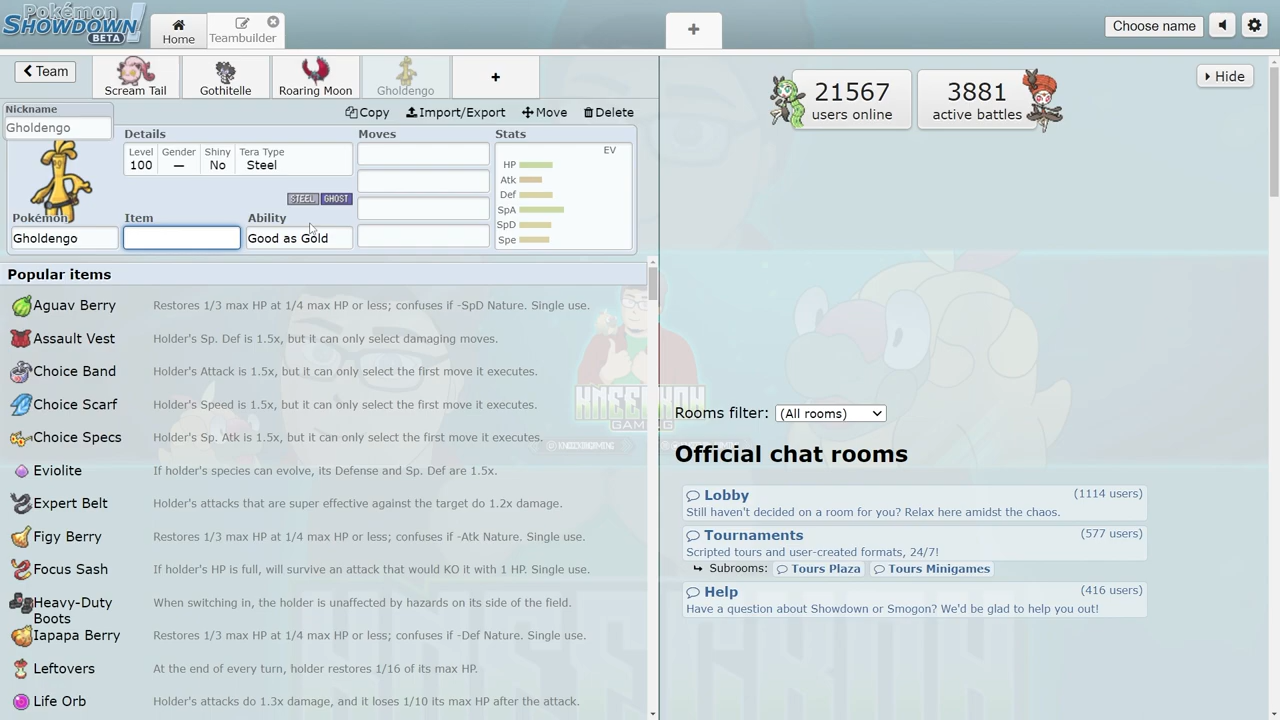 Pokémon
SHOWDOWN!
BETA
Home
Teambuilder
+
Choose name
Team
Scream Tail
Gothitelle
Roaring Moon
Gholdengo
+
21567
users online
3881
active battles
Hide
Copy
Import/Export
Move
Delete
Nickname
Gholdengo
Details
Moves
Stats
Level
Gender
Shiny
Tera Type
100
—
No
Steel
EV
HP
Atk
Def
SpA
SpD
Spe
STEEL
GHOST
Pokémon
Item
Ability
Gholdengo
Good as Gold
Popular items
Aguav Berry Restores 1/3 max HP at 1/4 max HP or less; confuses if -SpD Nature. Single use.
Assault Vest Holder's Sp. Def is 1.5x, but it can only select damaging moves.
Choice Band Holder's Attack is 1.5x, but it can only select the first move it executes.
Choice Scarf Holder's Speed is 1.5x, but it can only select the first move it executes.
Choice Specs Holder's Sp. Atk is 1.5x, but it can only select the first move it executes.
Eviolite If holder's species can evolve, its Defense and Sp. Def are 1.5x.
Expert Belt Holder's attacks that are super effective against the target do 1.2x damage.
Figy Berry Restores 1/3 max HP at 1/4 max HP or less; confuses if -Atk Nature. Single use.
Focus Sash If holder's HP is full, will survive an attack that would KO it with 1 HP. Single use.
Heavy-Duty Boots When switching in, the holder is unaffected by hazards on its side of the field.
Iapapa Berry Restores 1/3 max HP at 1/4 max HP or less; confuses if -Def Nature. Single use.
Leftovers At the end of every turn, holder restores 1/16 of its max HP.
Life Orb Holder's attacks do 1.3x damage, and it loses 1/10 its max HP after the attack.
Rooms filter: (All rooms)
Official chat rooms
Lobby (1114 users)
Still haven't decided on a room for you? Relax here amidst the chaos.
Tournaments (577 users)
Scripted tours and user-created formats, 24/7!
Subrooms: Tours Plaza Tours Minigames
Help (416 users)
Have a question about Showdown or Smogon? We'd be glad to help you out!
GAMING